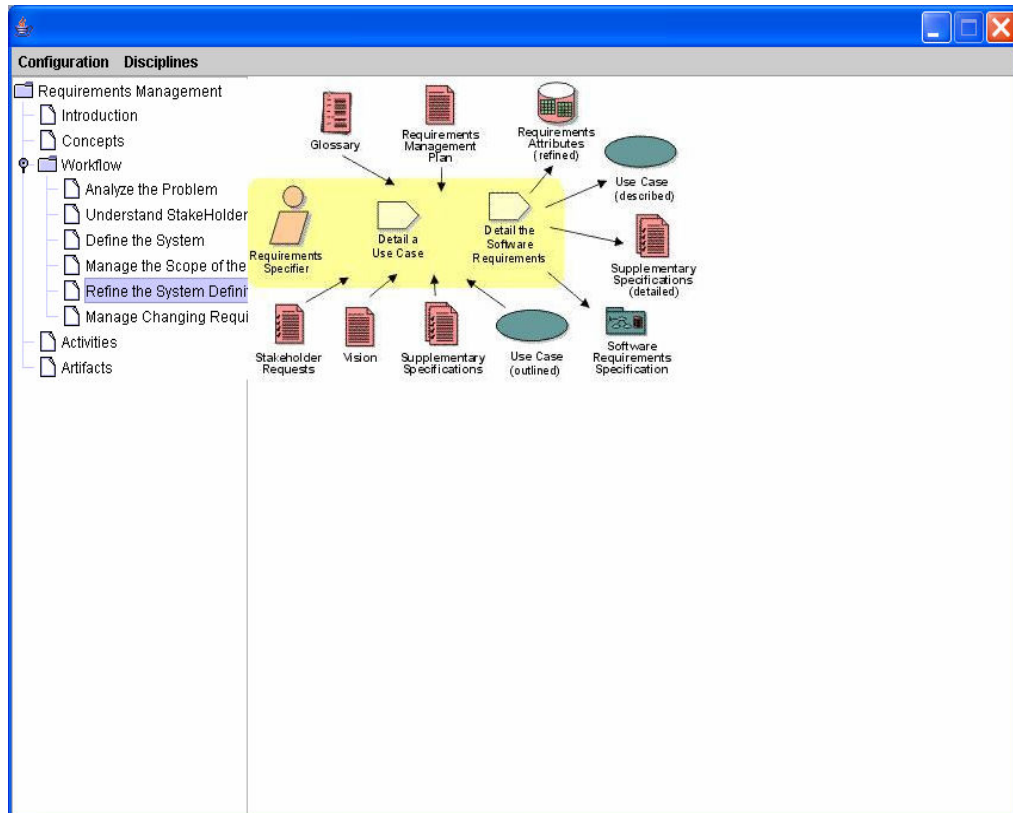 Configuration Disciplines
Requirements Management
Introduction
Concepts
Workflow
Analyze the Problem
Understand StakeHolder
Define the System
Manage the Scope of the
Refine the System Defini
Manage Changing Requi
Activities
Artifacts
Glossary
Requirements
Management
Plan
Requirements
Attributes
(refined)
Use Case
(described)
Requirements
Specifier
Detail a
Use Case
Detail the
Software
Requirements
Supplementary
Specifications
(detailed)
Stakeholder
Requests
Vision
Supplementary
Specifications
Use Case
(outlined)
Software
Requirements
Specification